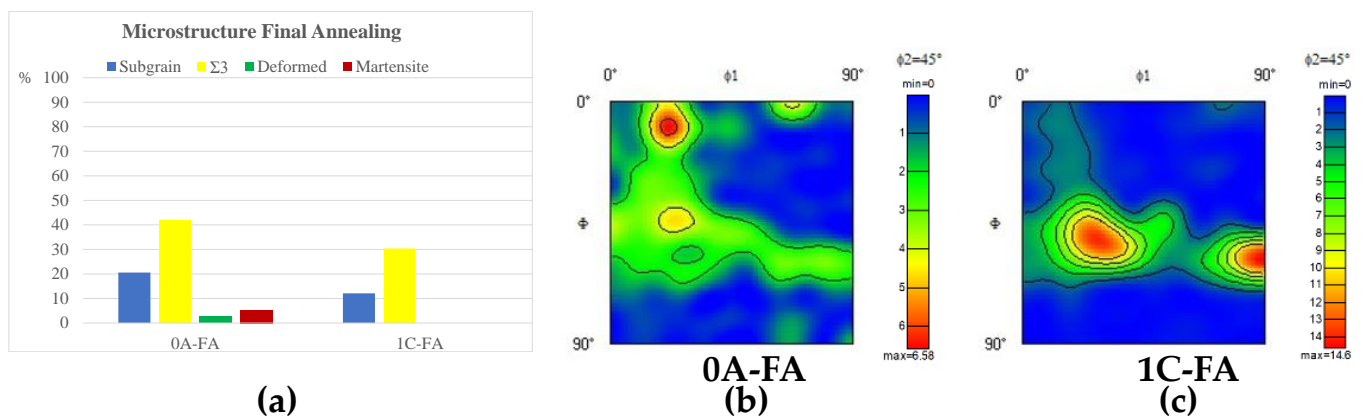 Microstructure Final Annealing
Subgrain Σ3 Deformed Martensite
%
100
90
80
70
60
50
40
30
20
10
0
0A-FA 1C-FA
(a)
ϕ2=45°
0° ϕ1 90°
min=0
0°
1
2
3
Φ
4
5
6
90°
max=6.58
0A-FA
(b)
ϕ2=45°
0° ϕ1 90°
min=0
0°
1
2
3
4
5
6
7
Φ
8
9
10
11
12
13
14
90°
max=14.6
1C-FA
(c)